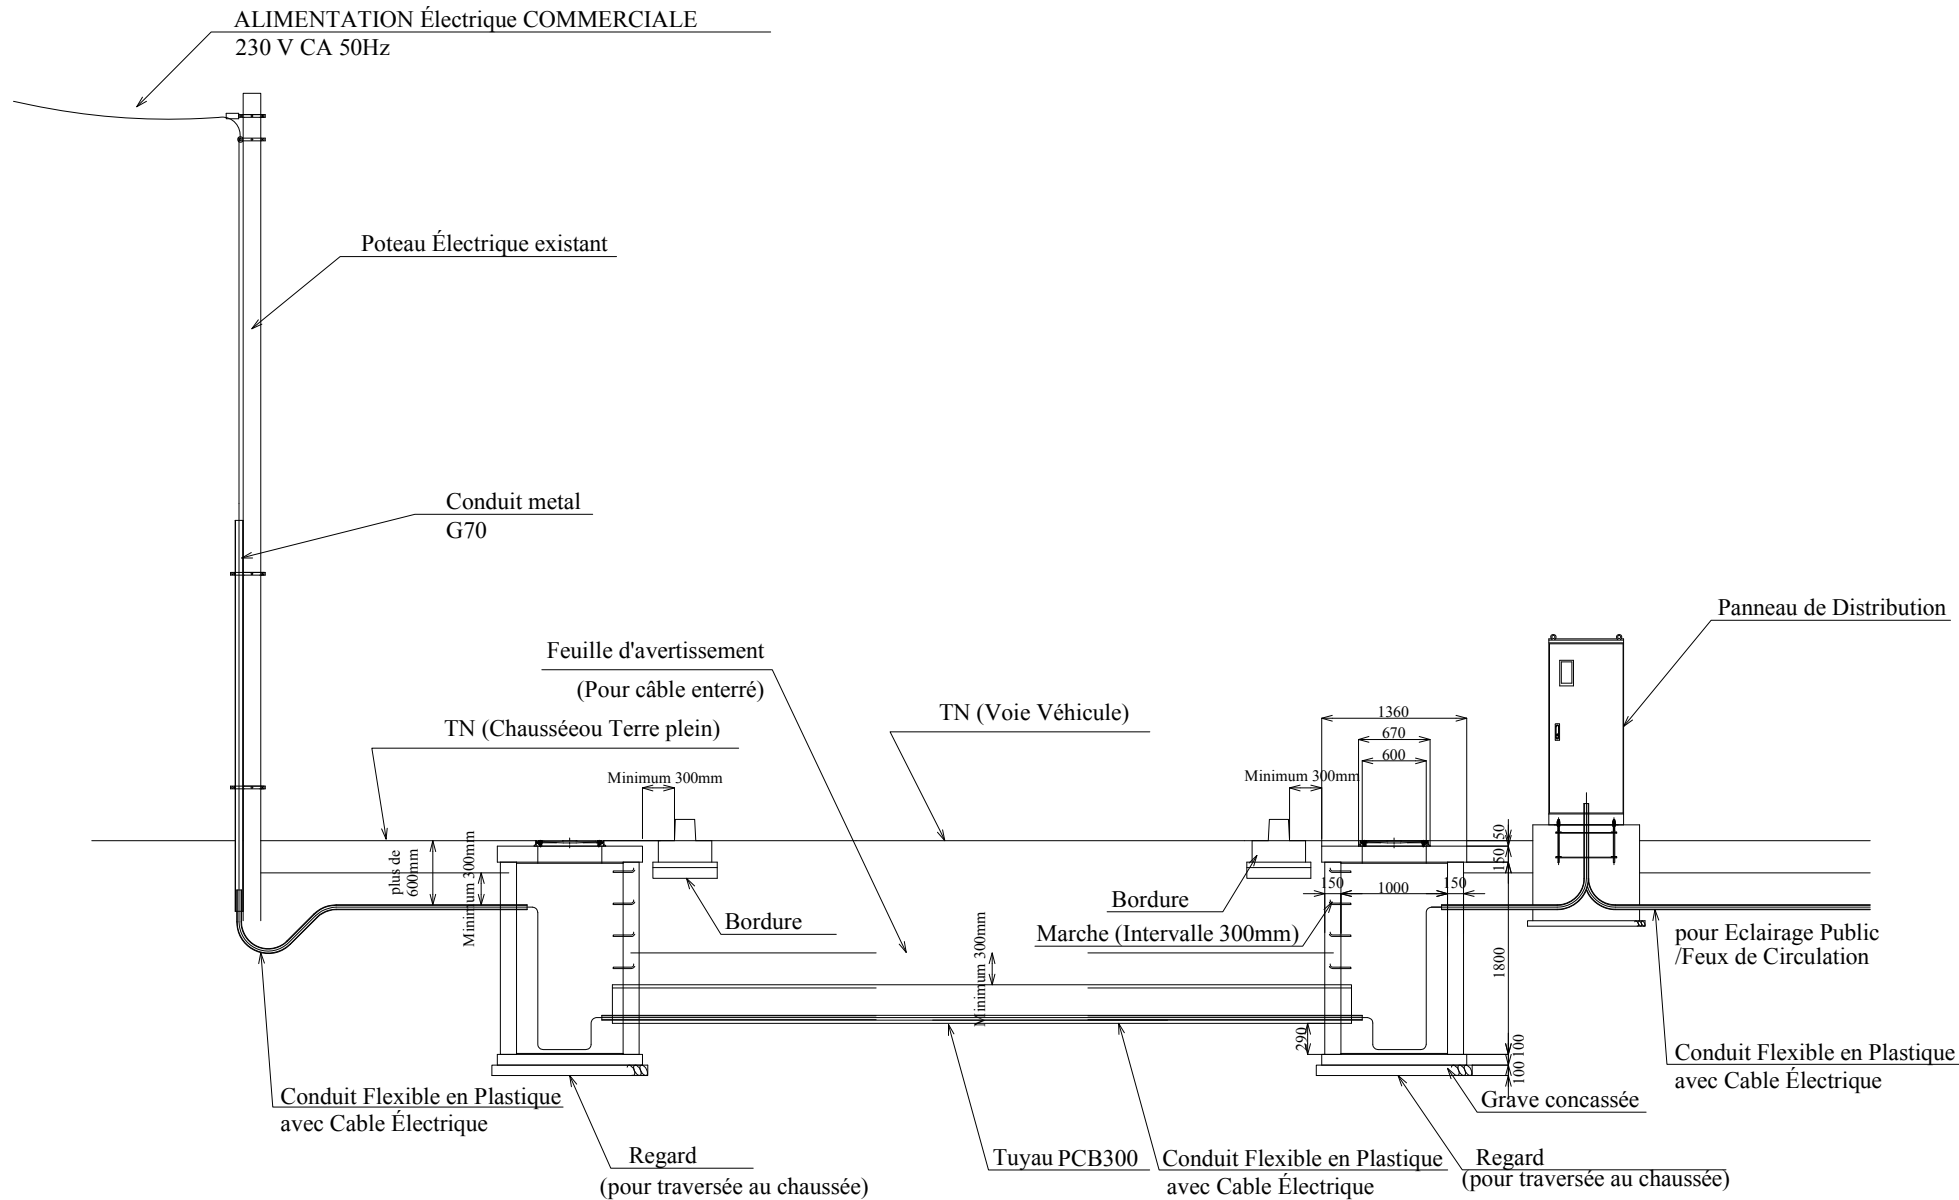 ALIMENTATION Électrique COMMERCIALE
230 V CA 50Hz
Poteau Électrique existant
Conduit metal
G70
Panneau de Distribution
Feuille d'avertissement
(Pour câble enterré)
TN (Chausséeou Terre plein)
TN (Voie Véhicule)
1360
670
600
Minimum 300mm
Minimum 300mm
plus de
600mm
Minimum 300mm
50
150
150
1000
150
Bordure
Bordure
Marche (Intervalle 300mm)
Minimum 300mm
1800
pour Eclairage Public
/Feux de Circulation
290
100
100
Conduit Flexible en Plastique
avec Cable Électrique
Conduit Flexible en Plastique
avec Cable Électrique
Grave concassée
Regard
(pour traversée au chaussée)
Tuyau PCB300
Conduit Flexible en Plastique
avec Cable Électrique
Regard
(pour traversée au chaussée)